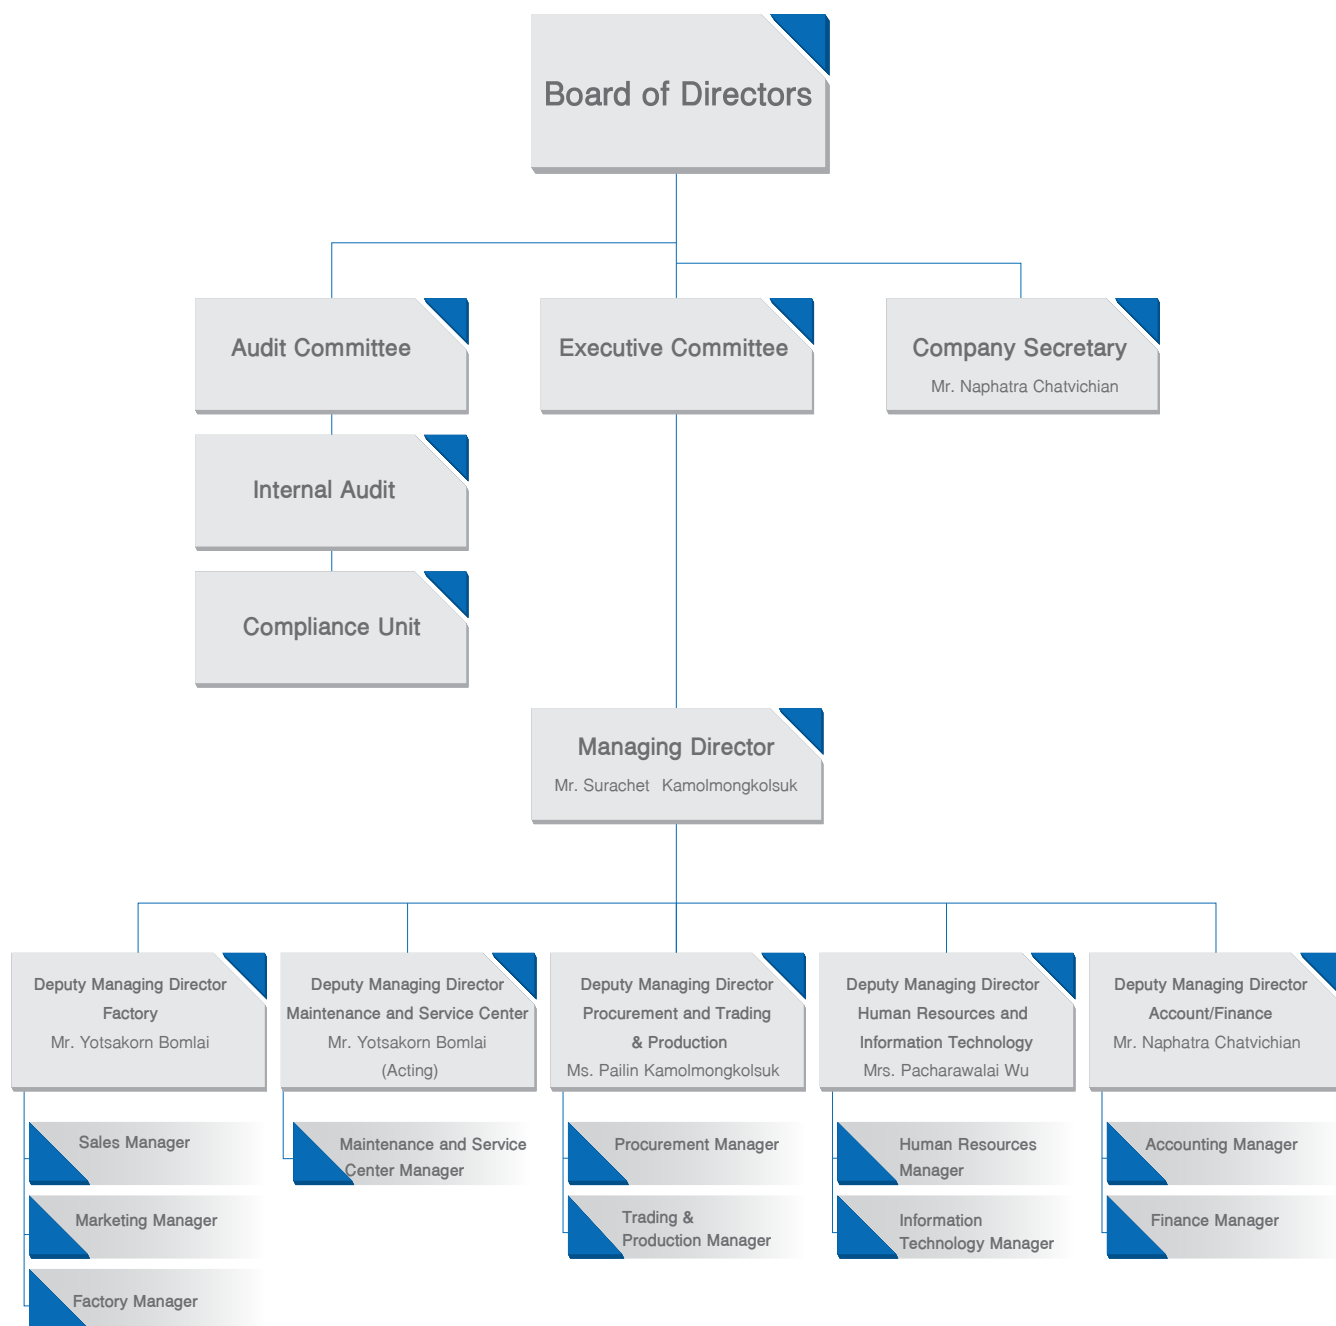 Board of Directors
Audit Committee
Executive Committee
Company Secretary
Mr. Naphatra Chatvichian
Internal Audit
Compliance Unit
Managing Director
Mr. Surachet Kamolmongkolsuk
Deputy Managing Director
Factory
Mr. Yotsakorn Bomlai
Deputy Managing Director
Maintenance and Service Center
Mr. Yotsakorn Bomlai
(Acting)
Deputy Managing Director
Procurement and Trading
& Production
Ms. Pailin Kamolmongkolsuk
Deputy Managing Director
Human Resources and
Information Technology
Mrs. Pacharawalai Wu
Deputy Managing Director
Account/Finance
Mr. Naphatra Chatvichian
Sales Manager
Marketing Manager
Factory Manager
Maintenance and Service
Center Manager
Procurement Manager
Trading &
Production Manager
Human Resources
Manager
Information
Technology Manager
Accounting Manager
Finance Manager